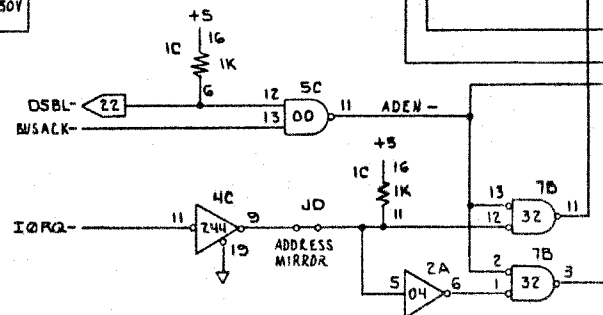 30V
+5
1C
16
1K
6
5C
DSBL-
22
12
00
11
ADEN-
BUSACK-
13
+5
1C
16
1K
11
4C
7B
IØRQ-
11
244
9
JD
13
32
11
12
19
ADDRESS
MIRROR
2A
7B
2
5
04
6
1
32
3